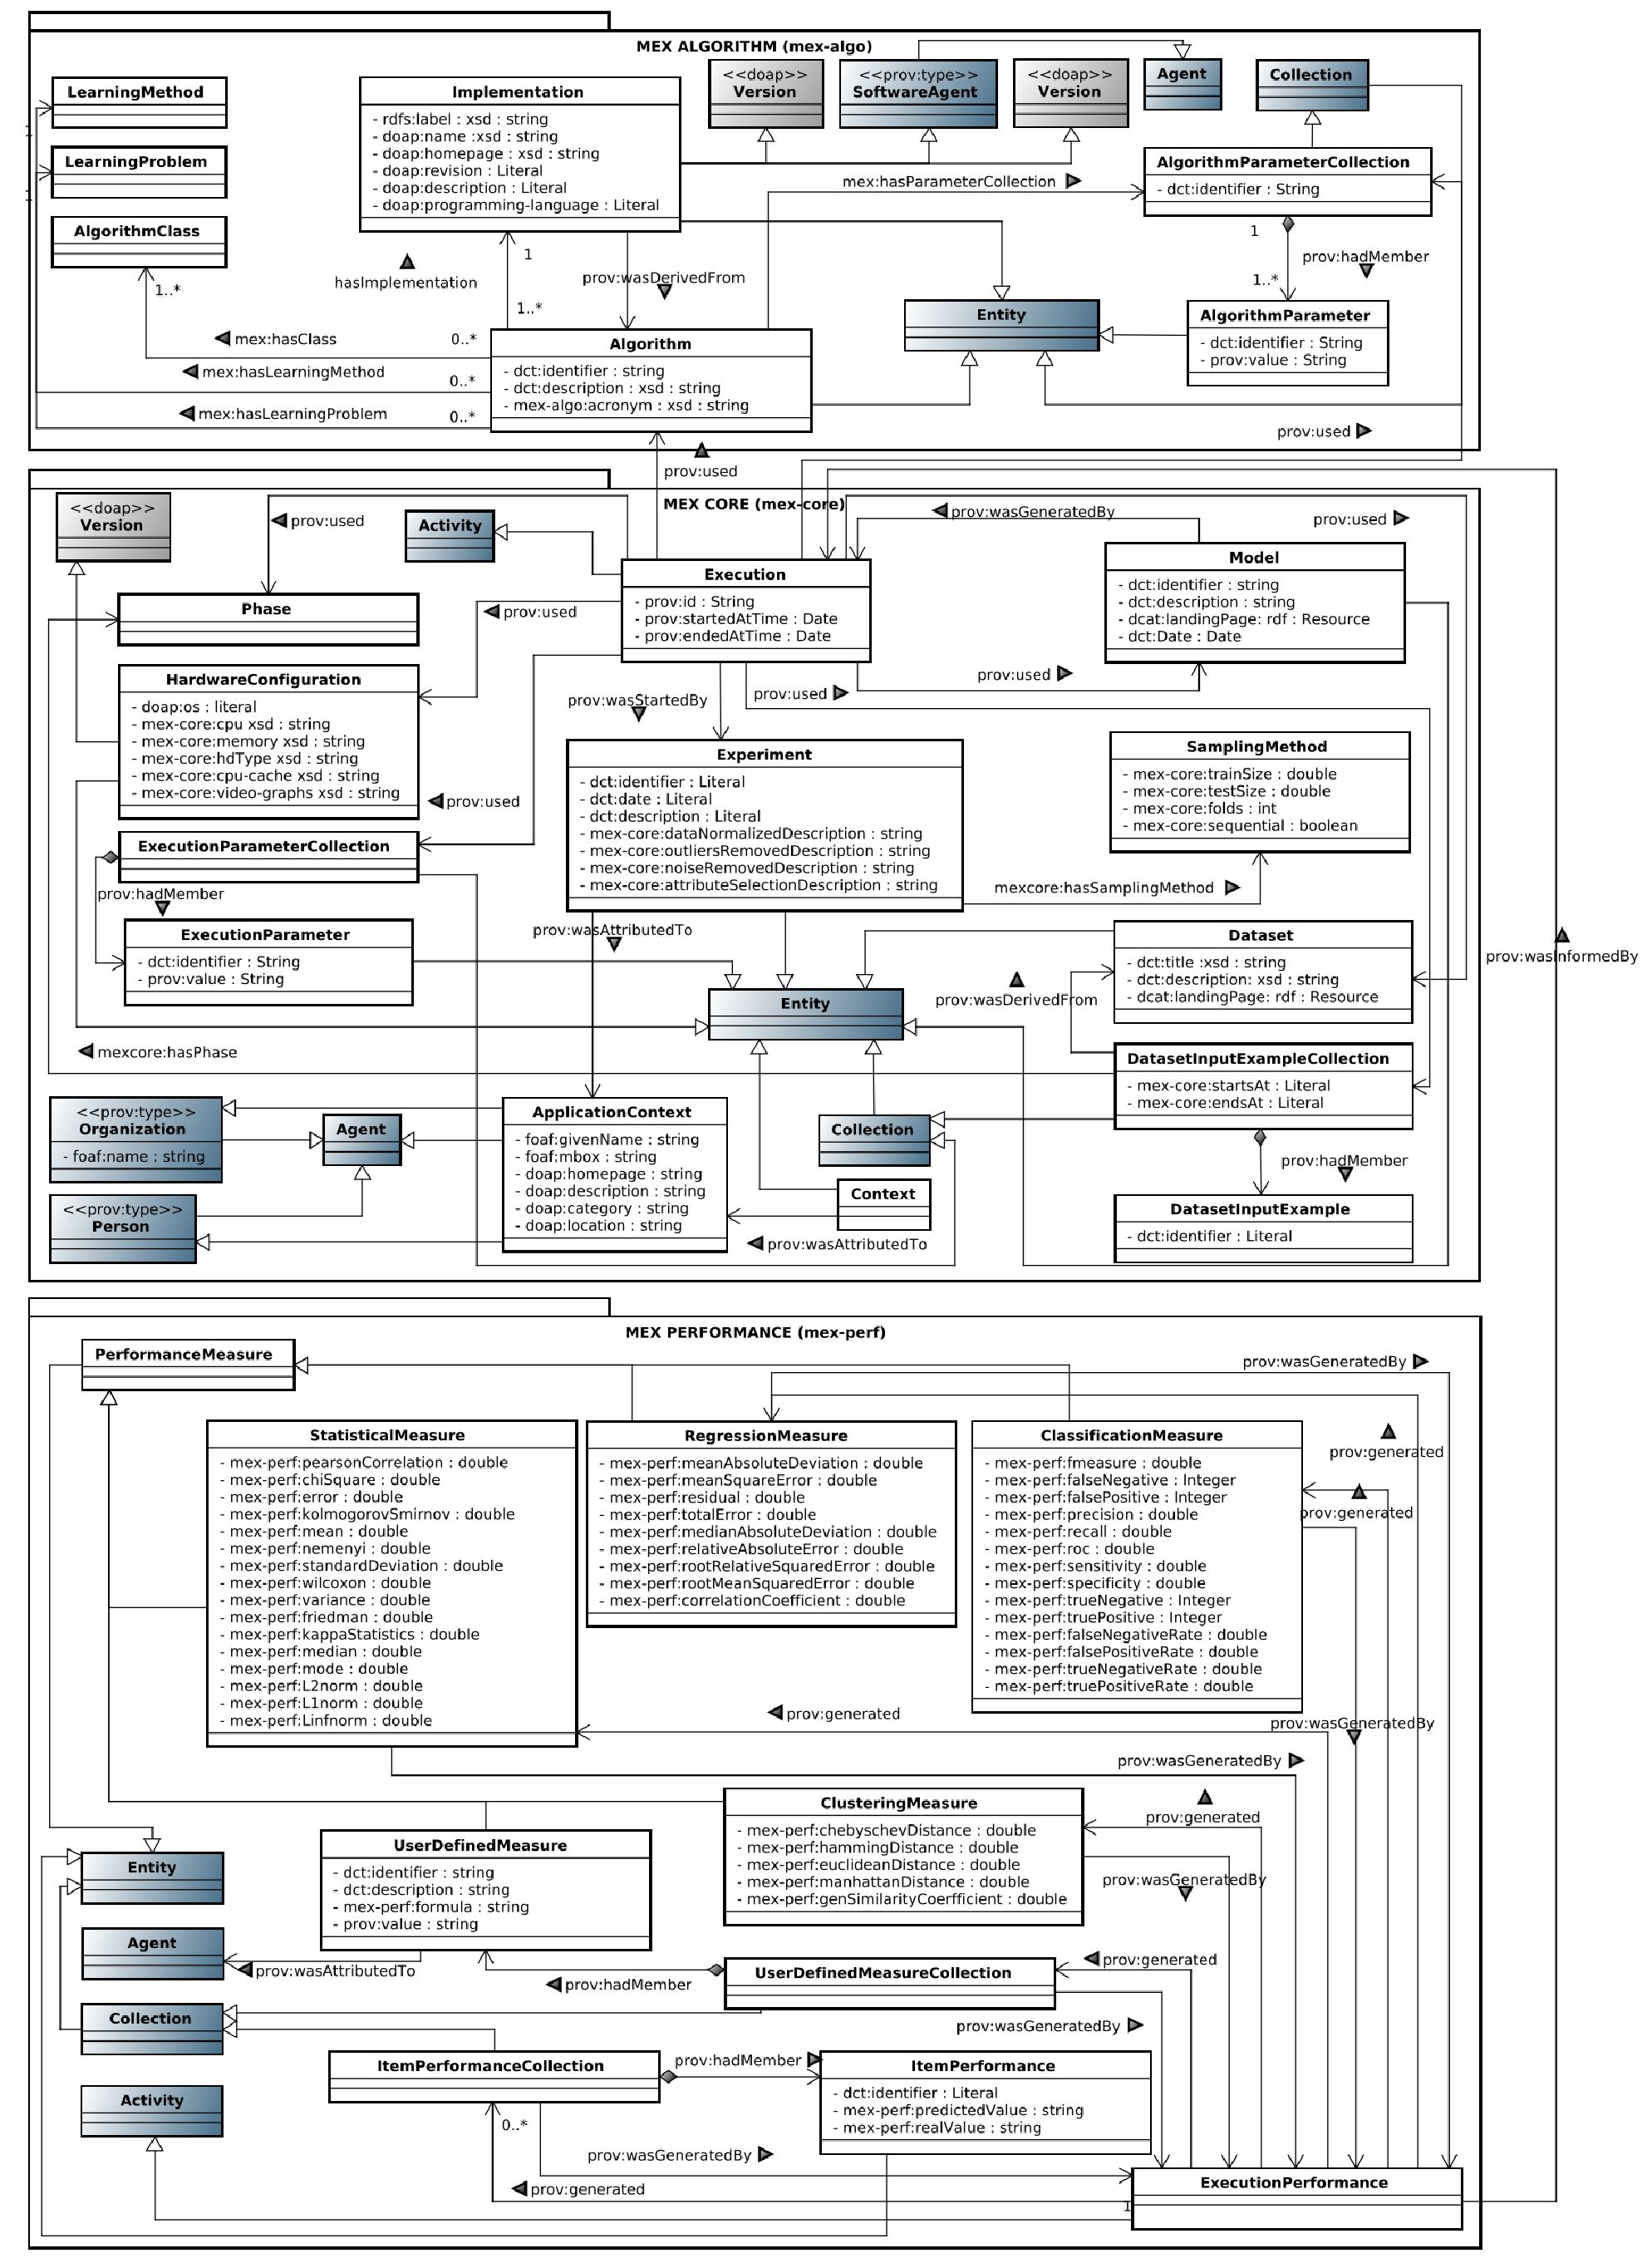 MEX ALGORITHM (mex-algo)
LearningMethod
LearningProblem
AlgorithmClass
1
1
Implementation
- rdfs:label : xsd : string
- doap:name :xsd : string
- doap:homepage : xsd : string
- doap:revision : Literal
- doap:description : Literal
- doap:programming-language : Literal
<<doap>>
Version
<<prov:type>>
SoftwareAgent
<<doap>>
Version
Agent
Collection
mex:hasParameterCollection
AlgorithmParameterCollection
- dct:identifier : String
1
prov:hadMember
1..*
hasImplementation
1
prov:wasDerivedFrom
1..*
1..*
Entity
AlgorithmParameter
- dct:identifier : String
- prov:value : String
mex:hasClass
0..*
mex:hasLearningMethod
0..*
mex:hasLearningProblem
0..*
Algorithm
- dct:identifier : string
- dct:description : xsd : string
- mex-algo:acronym : xsd : string
prov:used
prov:used
MEX CORE (mex-core)
<<doap>>
Version
prov:used
Activity
prov:wasGeneratedBy
prov:used
Phase
Execution
- prov:id : String
- prov:startedAtTime : Date
- prov:endedAtTime : Date
Model
- dct:identifier : string
- dct:description : string
- dcat:landingPage: rdf : Resource
- dct:Date : Date
prov:used
HardwareConfiguration
- doap:os : literal
- mex-core:cpu xsd : string
- mex-core:memory xsd : string
- mex-core:hdType xsd : string
- mex-core:cpu-cache xsd : string
- mex-core:video-graphs xsd : string
prov:used
prov:used
prov:wasStartedBy
prov:used
Experiment
- dct:identifier : Literal
- dct:date : Literal
- dct:description : Literal
- mex-core:dataNormalizedDescription : string
- mex-core:outliersRemovedDescription : string
- mex-core:noiseRemovedDescription : string
- mex-core:attributeSelectionDescription : string
SamplingMethod
- mex-core:trainSize : double
- mex-core:testSize : double
- mex-core:folds : int
- mex-core:sequential : boolean
mexcore:hasSamplingMethod
ExecutionParameterCollection
prov:hadMember
ExecutionParameter
- dct:identifier : String
- prov:value : String
prov:wasAttributedTo
Dataset
- dct:title :xsd : string
- dct:description: xsd : string
- dcat:landingPage: rdf : Resource
prov:wasInformedBy
Entity
prov:wasDerivedFrom
mexcore:hasPhase
DatasetInputExampleCollection
- mex-core:startsAt : Literal
- mex-core:endsAt : Literal
<<prov:type>>
Organization
- foaf:name : string
Agent
ApplicationContext
- foaf:givenName : string
- foaf:mbox : string
- doap:homepage : string
- doap:description : string
- doap:category : string
- doap:location : string
Collection
prov:hadMember
Context
<<prov:type>>
Person
prov:wasAttributedTo
DatasetInputExample
- dct:identifier : Literal
MEX PERFORMANCE (mex-perf)
PerformanceMeasure
prov:wasGeneratedBy
StatisticalMeasure
- mex-perf:pearsonCorrelation : double
- mex-perf:chiSquare : double
- mex-perf:error : double
- mex-perf:kolmogorovSmirnov : double
- mex-perf:mean : double
- mex-perf:nemenyi : double
- mex-perf:standardDeviation : double
- mex-perf:wilcoxon : double
- mex-perf:variance : double
- mex-perf:friedman : double
- mex-perf:kappaStatistics : double
- mex-perf:median : double
- mex-perf:mode : double
- mex-perf:L2norm : double
- mex-perf:L1norm : double
- mex-perf:Linfnorm : double
RegressionMeasure
- mex-perf:meanAbsoluteDeviation : double
- mex-perf:meanSquareError : double
- mex-perf:residual : double
- mex-perf:totalError : double
- mex-perf:medianAbsoluteDeviation : double
- mex-perf:relativeAbsoluteError : double
- mex-perf:rootRelativeSquaredError : double
- mex-perf:rootMeanSquaredError : double
- mex-perf:correlationCoefficient : double
ClassificationMeasure
- mex-perf:fmeasure : double
- mex-perf:falseNegative : Integer
- mex-perf:falsePositive : Integer
- mex-perf:precision : double
- mex-perf:recall : double
- mex-perf:roc : double
- mex-perf:sensitivity : double
- mex-perf:specificity : double
- mex-perf:trueNegative : Integer
- mex-perf:truePositive : Integer
- mex-perf:falseNegativeRate : double
- mex-perf:falsePositiveRate : double
- mex-perf:trueNegativeRate : double
- mex-perf:truePositiveRate : double
prov:generated
prov:generated
prov:generated
prov:wasGeneratedBy
prov:wasGeneratedBy
ClusteringMeasure
- mex-perf:chebyschevDistance : double
- mex-perf:hammingDistance : double
- mex-perf:euclideanDistance : double
- mex-perf:manhattanDistance : double
- mex-perf:genSimilarityCoerfficient : double
prov:generated
prov:wasGeneratedBy
UserDefinedMeasure
- dct:identifier : string
- dct:description : string
- mex-perf:formula : string
- prov:value : string
Entity
Agent
prov:wasAttributedTo
prov:hadMember
UserDefinedMeasureCollection
prov:generated
Collection
prov:wasGeneratedBy
ItemPerformanceCollection
prov:hadMember
ItemPerformance
- dct:identifier : Literal
- mex-perf:predictedValue : string
- mex-perf:realValue : string
Activity
0..*
prov:wasGeneratedBy
prov:generated
1
ExecutionPerformance